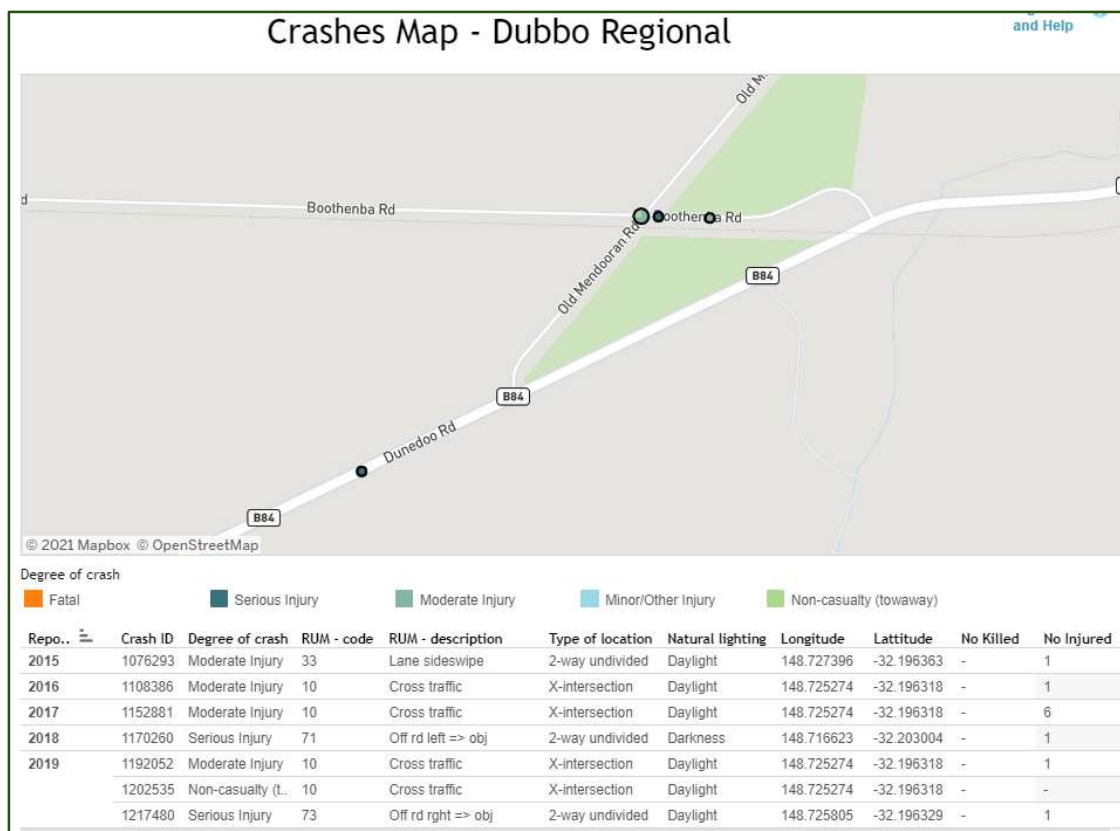 Crashes Map - Dubbo Regional
and Help
Old M
Boothenba Rd
Boothenba Rd
Old Mendooran Rd
B84
B84
Dunedoo Rd
B84
© 2021 Mapbox © OpenStreetMap
Degree of crash
Fatal Serious Injury Moderate Injury Minor/Other Injury Non-casualty (towaway)
Repo.. Crash ID Degree of crash RUM - code RUM - description Type of location Natural lighting Longitude Lattitude No Killed No Injured
2015 1076293 Moderate Injury 33 Lane sideswipe 2-way undivided Daylight 148.727396 -32.196363 - 1
2016 1108386 Moderate Injury 10 Cross traffic X-intersection Daylight 148.725274 -32.196318 - 1
2017 1152881 Moderate Injury 10 Cross traffic X-intersection Daylight 148.725274 -32.196318 - 6
2018 1170260 Serious Injury 71 Off rd left => obj 2-way undivided Darkness 148.716623 -32.203004 - 1
2019 1192052 Moderate Injury 10 Cross traffic X-intersection Daylight 148.725274 -32.196318 - 1
1202535 Non-casualty (t.. 10 Cross traffic X-intersection Daylight 148.725274 -32.196318 - -
1217480 Serious Injury 73 Off rd rght => obj 2-way undivided Daylight 148.725805 -32.196329 - 1